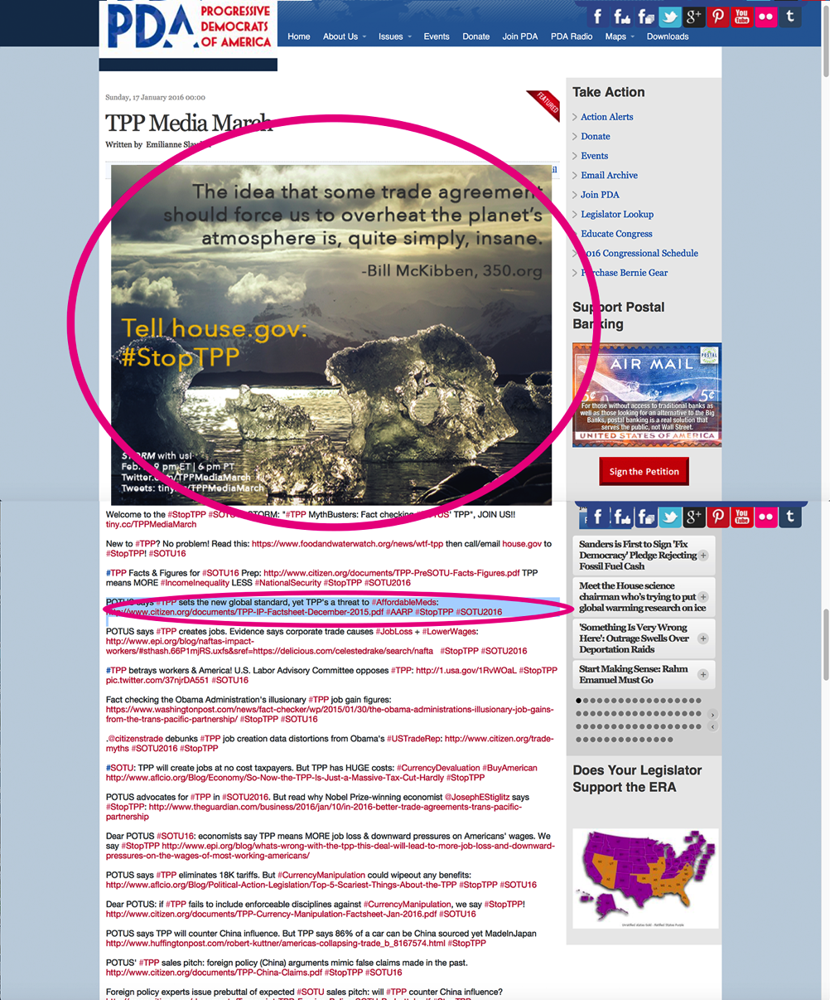 PDA PROGRESSIVE
DEMOCRATS
OF AMERICA
Home About Us Issues Events Donate Join PDA PDA Radio Maps Downloads
Sunday, 17 January 2016 00:00
FEATURED
TPP Media March
Written by Emilianne
The idea that some trade agreement
should force us to overheat the planet's
atmosphere is, quite simply, insane.
-Bill McKibben, 350.org
Tell house.gov:
#StopTPP
STORM with us!
Feb. 9 pm ET | 6 pm PT
Twitter.com/TPPMediaMarch
Tweets: tiny.cc/TPPMediaMarch
Welcome to the #StopTPP #SOTU STORM: "#TPP MythBusters: Fact checking #POTUS' TPP", JOIN US!!
tiny.cc/TPPMediaMarch
New to #TPP? No problem! Read this: https://www.foodandwaterwatch.org/news/wtf-tpp then call/email house.gov to
#StopTPP! #SOTU16
#TPP Facts & Figures for #SOTU16 Prep: http://www.citizen.org/documents/TPP-PreSOTU-Facts-Figures.pdf TPP
means MORE #IncomeInequality LESS #NationalSecurity #StopTPP #SOTU2016
POTUS says #TPP sets the new global standard, yet TPP's a threat to #AffordableMeds:
http://www.citizen.org/documents/TPP-IP-Factsheet-December-2015.pdf #AARP #StopTPP #SOTU2016
POTUS says #TPP creates jobs. Evidence says corporate trade causes #JobLoss + #LowerWages:
http://www.epi.org/blog/naftas-impact-
workers/#sthash.66P1mjRS.uxfs&sref=https://delicious.com/celestedrake/search/nafta #StopTPP #SOTU2016
#TPP betrays workers & America! U.S. Labor Advisory Committee opposes #TPP: http://1.usa.gov/1RvWOaL #StopTPP
pic.twitter.com/37njrDA551 #SOTU16
Fact checking the Obama Administration's illusionary #TPP job gain figures:
https://www.washingtonpost.com/news/fact-checker/wp/2015/01/30/the-obama-administrations-illusionary-job-gains-
from-the-trans-pacific-partnership/ #StopTPP #SOTU16
.@citizenstrade debunks #TPP job creation data distortions from Obama's #USTradeRep: http://www.citizen.org/trade-
myths #SOTU2016 #StopTPP
#SOTU: TPP will create jobs at no cost taxpayers. But TPP has HUGE costs: #CurrencyDevaluation #BuyAmerican
http://www.aflcio.org/Blog/Economy/So-Now-the-TPP-Is-Just-a-Massive-Tax-Cut-Hardly #StopTPP
POTUS advocates for #TPP in #SOTU2016. But read why Nobel Prize-winning economist @JosephEStiglitz says
#StopTPP: http://www.theguardian.com/business/2016/jan/10/in-2016-better-trade-agreements-trans-pacific-
partnership
Dear POTUS #SOTU16: economists say TPP means MORE job loss & downward pressures on Americans' wages. We
say #StopTPP http://www.epi.org/blog/whats-wrong-with-the-tpp-this-deal-will-lead-to-more-job-loss-and-downward-
pressures-on-the-wages-of-most-working-americans/
POTUS says #TPP eliminates 18K tariffs. But #CurrencyManipulation could wipeout any benefits:
http://www.aflcio.org/Blog/Political-Action-Legislation/Top-5-Scariest-Things-About-the-TPP #StopTPP #SOTU16
Dear POTUS: if #TPP fails to include enforceable disciplines against #CurrencyManipulation, we say #StopTPP!
http://www.citizen.org/documents/TPP-Currency-Manipulation-Factsheet-Jan-2016.pdf #SOTU16
POTUS says TPP will counter China influence. But TPP says 86% of a car can be China sourced yet MadeInJapan
http://www.huffingtonpost.com/robert-kuttner/americas-collapsing-trade_b_8167574.html #StopTPP
POTUS' #TPP sales pitch: foreign policy (China) arguments mimic false claims made in the past.
http://www.citizen.org/documents/TPP-China-Claims.pdf #StopTPP #SOTU16
Foreign policy experts issue prebuttal of expected #SOTU sales pitch: will #TPP counter China influence?
Take Action
Action Alerts
Donate
Events
Email Archive
Join PDA
Legislator Lookup
Educate Congress
2016 Congressional Schedule
Purchase Bernie Gear
Support Postal
Banking
POSTAL
AIR MAIL
5¢ 5¢
For those without access to traditional banks as
well as those looking for an alternative to the Big
Banks, postal banking is a real solution that
serves the public, not Wall Street.
UNITED STATES OF AMERICA
Sign the Petition
Sanders is First to Sign 'Fix
Democracy' Pledge Rejecting
Fossil Fuel Cash
Meet the House science
chairman who's trying to put
global warming research on ice
'Something Is Very Wrong
Here': Outrage Swells Over
Deportation Raids
Start Making Sense: Rahm
Emanuel Must Go
Does Your Legislator
Support the ERA